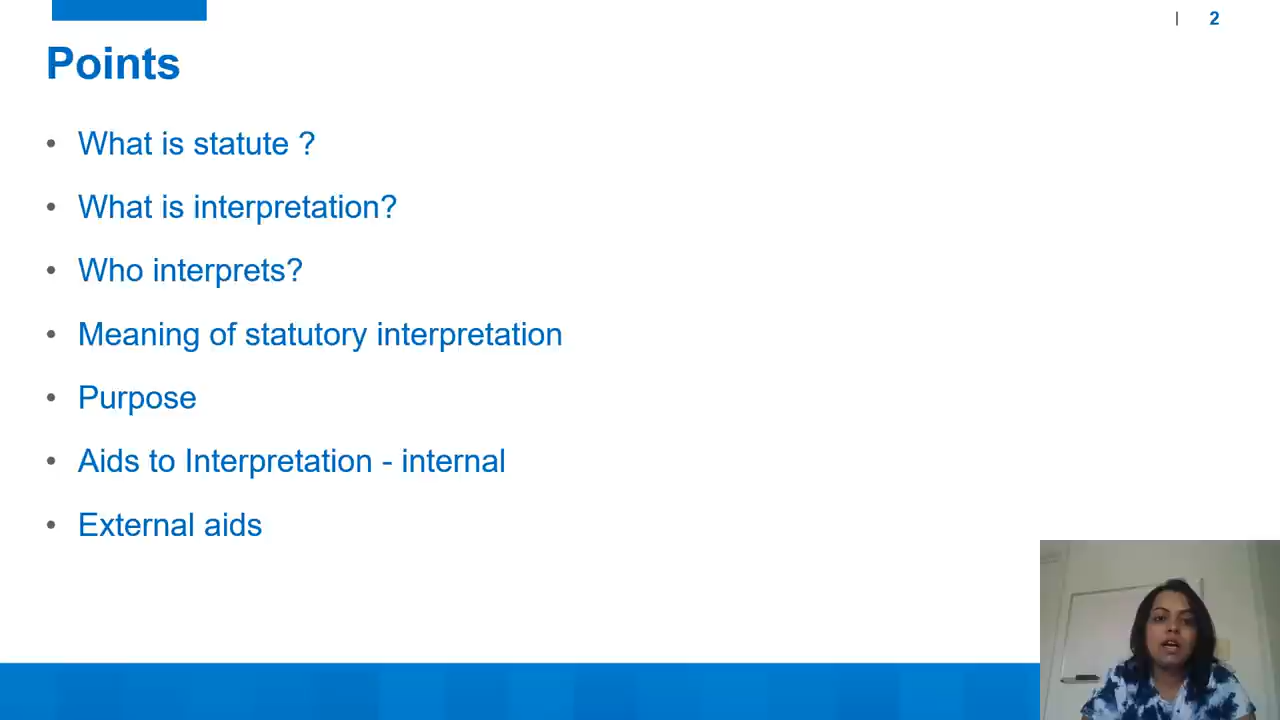 | 2
Points
• What is statute ?
• What is interpretation?
• Who interprets?
• Meaning of statutory interpretation
• Purpose
• Aids to Interpretation - internal
• External aids